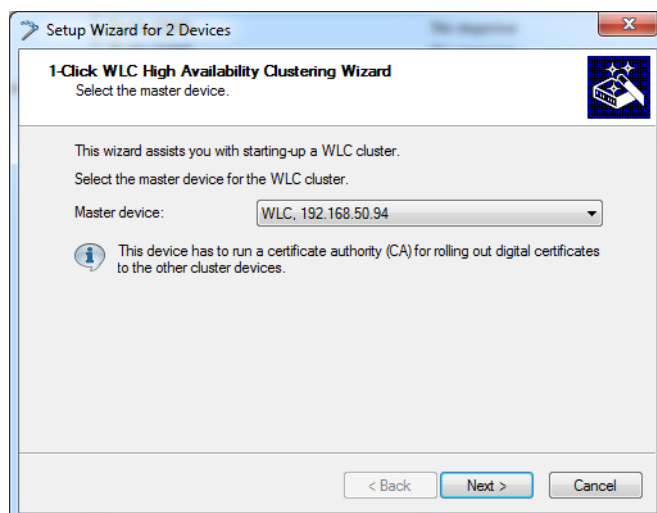 Setup Wizard for 2 Devices
1-Click WLC High Availability Clustering Wizard
Select the master device.
This wizard assists you with starting-up a WLC cluster.
Select the master device for the WLC cluster.
Master device:	WLC, 192.168.50.94
This device has to run a certificate authority (CA) for rolling out digital certificates
to the other cluster devices.
< Back	Next >	Cancel